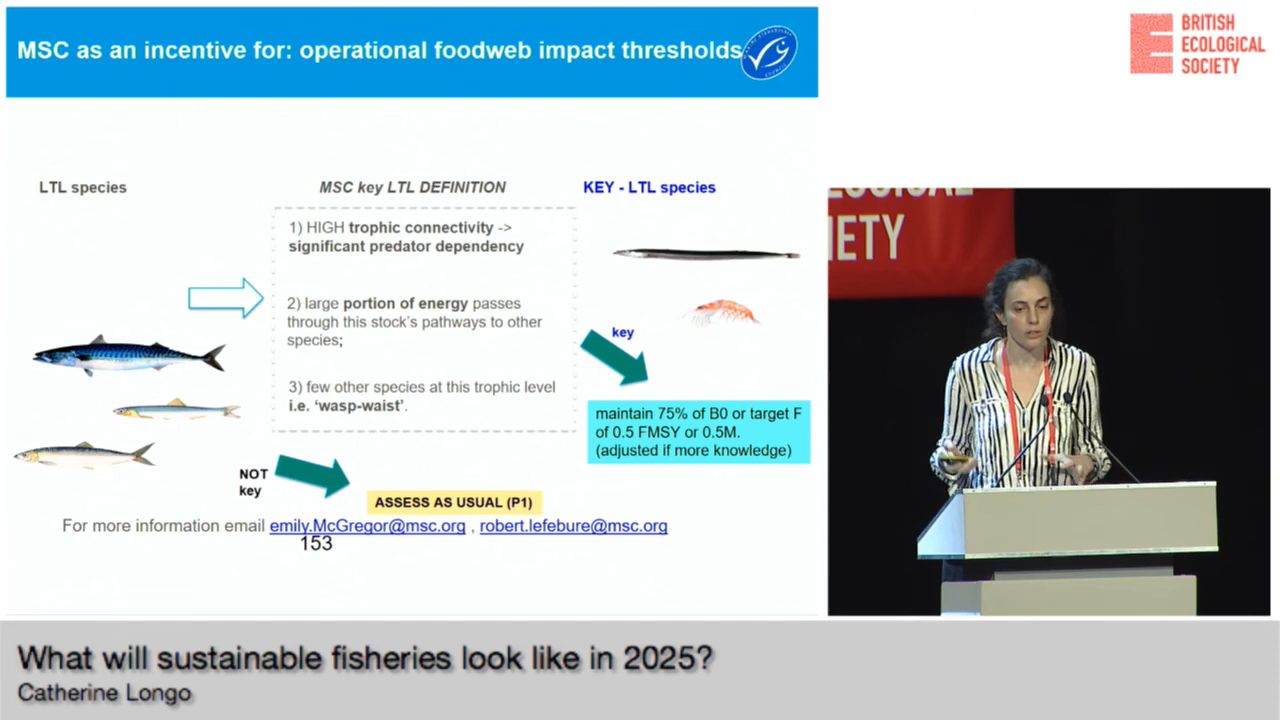 MSC as an incentive for: operational foodweb impact thresholds
BRITISH
ECOLOGICAL
SOCIETY
LTL species
MSC key LTL DEFINITION
KEY - LTL species
1) HIGH trophic connectivity ->
significant predator dependency
2) large portion of energy passes
through this stock's pathways to other
species;
3) few other species at this trophic level
i.e. 'wasp-waist'.
key
maintain 75% of B0 or target F
of 0.5 FMSY or 0.5M.
(adjusted if more knowledge)
NOT
key
ASSESS AS USUAL (P1)
For more information email emily.McGregor@msc.org , robert.lefebure@msc.org
153
IETY
What will sustainable fisheries look like in 2025?
Catherine Longo